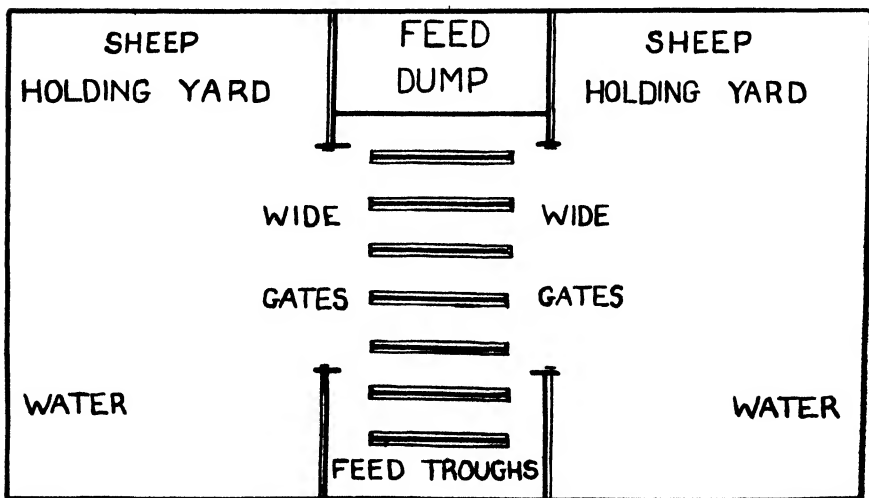 SHEEP
HOLDING YARD
FEED
DUMP
SHEEP
HOLDING YARD
WIDE
GATES
WIDE
GATES
WATER
WATER
FEED TROUGHS